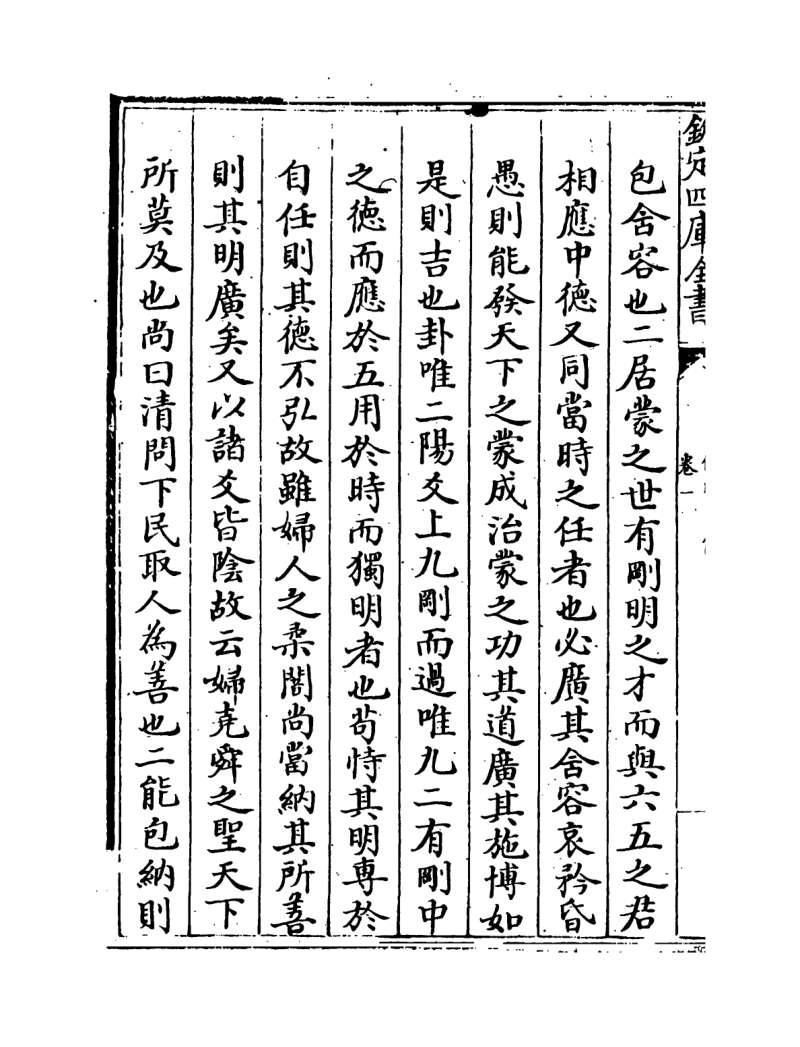 欽定四庫全書
卷一
包含容也二居蒙之世有剛明之才而與六五之君
相應中德又同當時之任者也必廣其含容哀矜昏
愚則能發天下之蒙成治蒙之功其道廣其施博如
是則吉也卦唯二陽爻上九剛而過唯九二有剛中
之德而應於五用於時而獨明者也茍恃其明專於
自任則其德不弘故雖婦人之柔闇尚當納其所善
則其明廣矣又以諸爻皆陰故云婦堯舜之聖天下
所莫及也尚曰清問下民取人為善也二能包納則